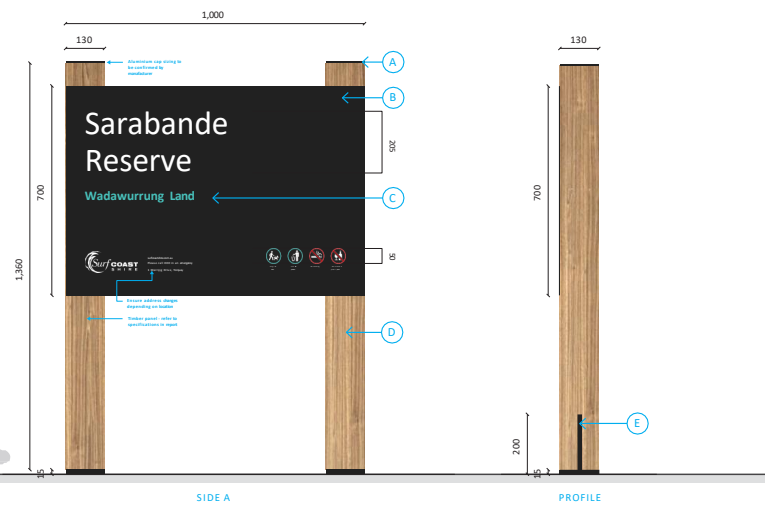 1,000
130
130
Aluminium cap sizing to
be confirmed by
manufacturer
A
B
Sarabande
Reserve
205
Wadawurrung Land
C
700
700
1,360
Surf COAST
SHIRE
50
Ensure address changes
depending on location
Timber panel - refer to
specifications in report
D
E
200
15
15
SIDE A
PROFILE